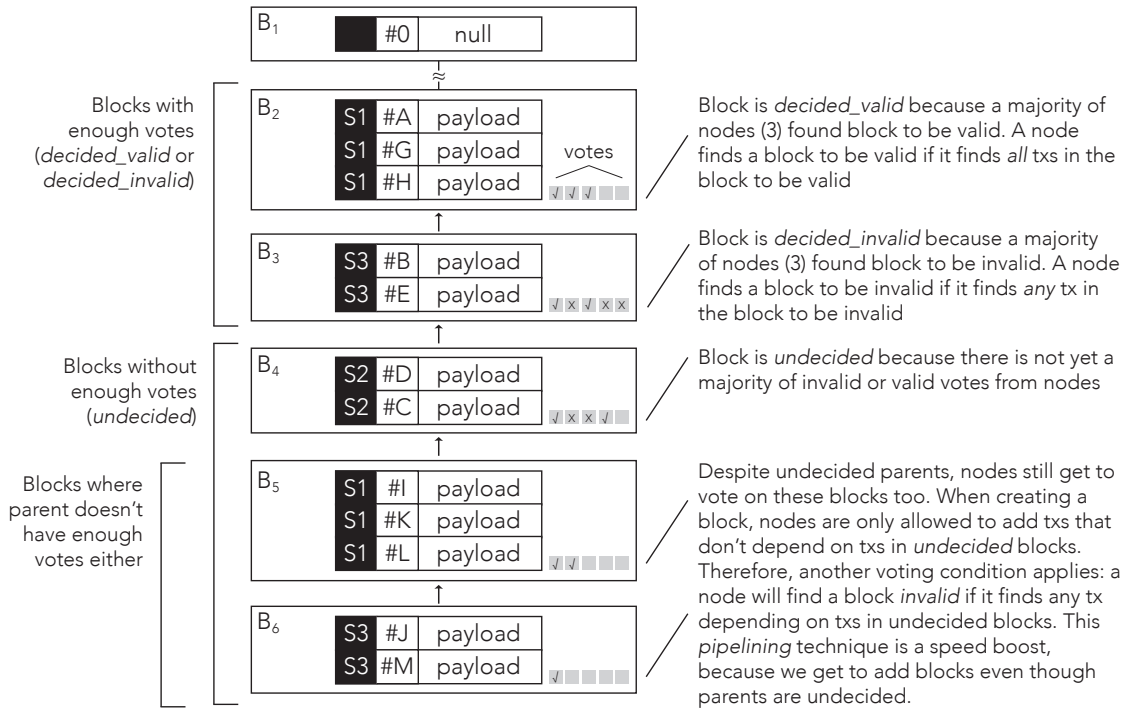 B1
#0 null
≈
Blocks with
enough votes
(decided_valid or
decided_invalid)
B2
S1 #A payload
S1 #G payload
S1 #H payload
votes
√ √ √
Block is decided_valid because a majority of
nodes (3) found block to be valid. A node
finds a block to be valid if it finds all txs in the
block to be valid
B3
S3 #B payload
S3 #E payload
√ x √ x x
Block is decided_invalid because a majority
of nodes (3) found block to be invalid. A node
finds a block to be invalid if it finds any tx in
the block to be invalid
Blocks without
enough votes
(undecided)
B4
S2 #D payload
S2 #C payload
√ x x √
Block is undecided because there is not yet a
majority of invalid or valid votes from nodes
Blocks where
parent doesn't
have enough
votes either
B5
S1 #I payload
S1 #K payload
S1 #L payload
√ √
B6
S3 #J payload
S3 #M payload
√
Despite undecided parents, nodes still get to
vote on these blocks too. When creating a
block, nodes are only allowed to add txs that
don't depend on txs in undecided blocks.
Therefore, another voting condition applies: a
node will find a block invalid if it finds any tx
depending on txs in undecided blocks. This
pipelining technique is a speed boost,
because we get to add blocks even though
parents are undecided.